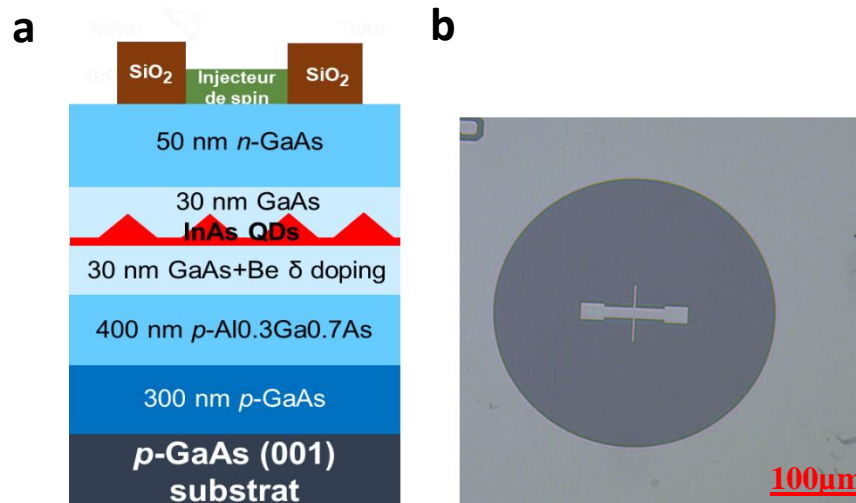 a
b
SiO2
Injecteur
de spin
SiO2
50 nm n-GaAs
30 nm GaAs
InAs QDs
30 nm GaAs+Be δ doping
400 nm p-Al0.3Ga0.7As
300 nm p-GaAs
p-GaAs (001)
substrat
100µm